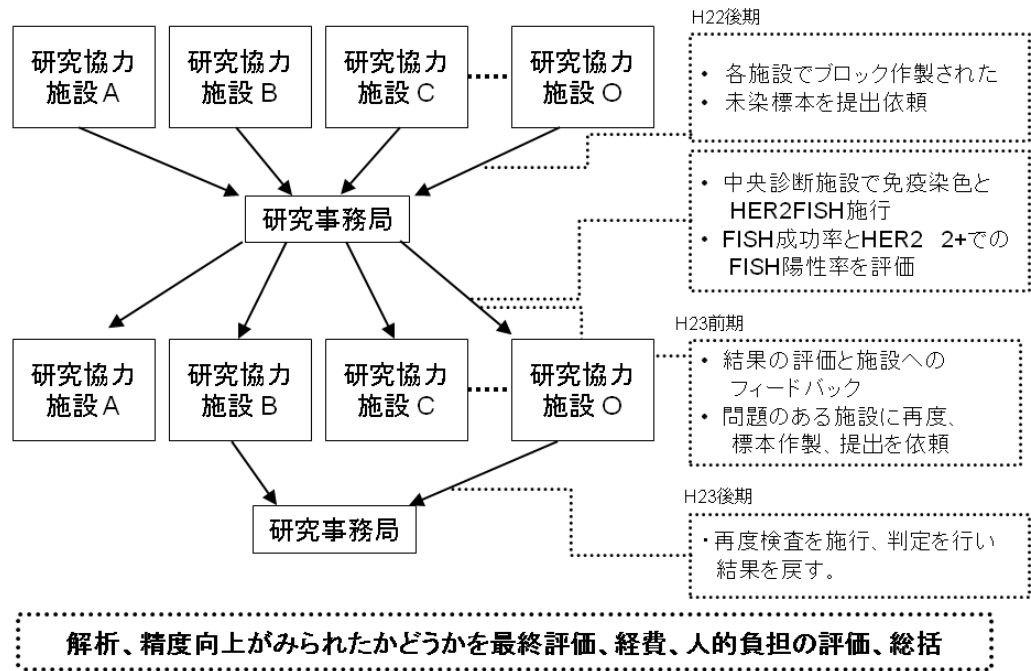 研究協力
施設 A
研究協力
施設 B
研究協力
施設 C
研究協力
施設 O
H22後期
・ 各施設でブロック作製された
・ 未染標本を提出依頼
研究事務局
・ 中央診断施設で免疫染色と
HER2FISH施行
・ FISH成功率とHER2 2+での
FISH陽性率を評価
研究協力
施設 A
研究協力
施設 B
研究協力
施設 C
研究協力
施設 O
H23前期
・ 結果の評価と施設への
フィードバック
・ 問題のある施設に再度、
標本作製、提出を依頼
研究事務局
H23後期
・再度検査を施行、判定を行い
結果を戻す。
解析、精度向上がみられたかどうかを最終評価、経費、人的負担の評価、総括